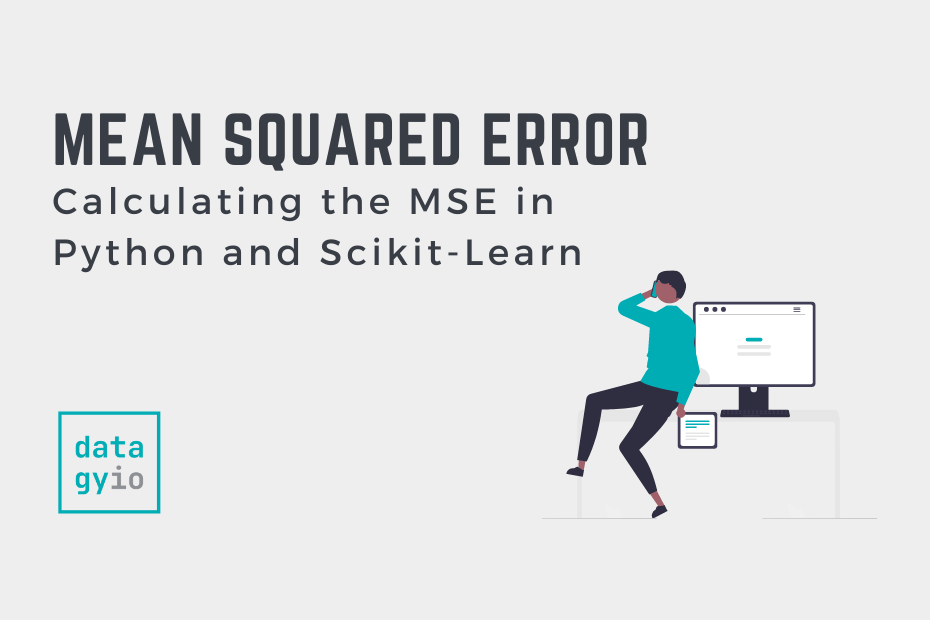 MEAN SQUARED ERROR
Calculating the MSE in
Python and Scikit-Learn
data
gyio